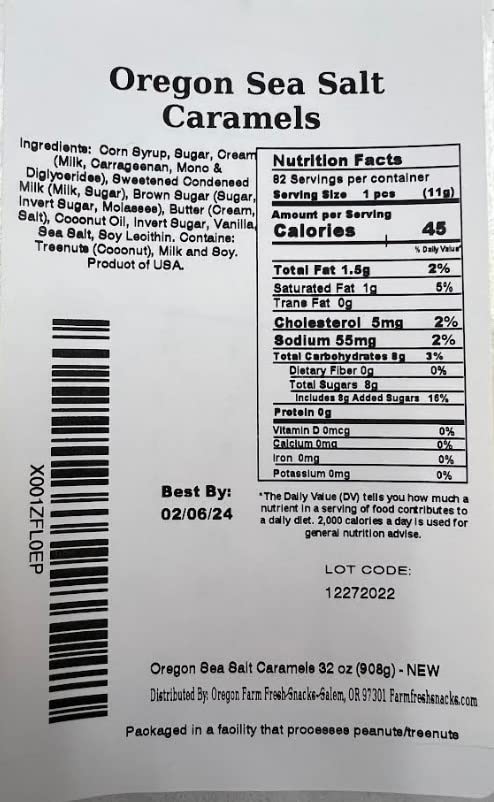 Oregon Sea Salt
Caramels
Ingredients: Corn Syrup, Sugar, Cream
(Milk, Carrageenan, Mono &
Diglycerides), Sweetened Condensed
Milk (Milk, Sugar), Brown Sugar (Sugar,
Invert Sugar, Molasses), Butter (Cream,
Salt), Coconut Oil, Invert Sugar, Vanilla,
Sea Salt, Soy Lecithin. Contains:
Treenuts (Coconut), Milk and Soy.
Product of USA.
Nutrition Facts
82 Servings per container
Serving Size 1 pcs (11g)
Amount per Serving
Calories 45
% Daily Value*
Total Fat 1.5g 2%
Saturated Fat 1g 5%
Trans Fat 0g
Cholesterol 5mg 2%
Sodium 55mg 2%
Total Carbohydrates 8g 3%
Dietary Fiber 0g 0%
Total Sugars 8g
Includes 8g Added Sugars 16%
Protein 0g
Vitamin D 0mcg 0%
Calcium 0mg 0%
Iron 0mg 0%
Potassium 0mg 0%
*The Daily Value (DV) tells you how much a
nutrient in a serving of food contributes to
a daily diet. 2,000 calories a day is used for
general nutrition advise.
X001ZFL0EP
Best By:
02/06/24
LOT CODE:
12272022
Oregon Sea Salt Caramels 32 oz (908g) - NEW
Distributed By: Oregon Farm Fresh Snacks-Salem, OR 97301 Farmfreshsnacks.com
Packaged in a facility that processes peanuts/treenuts